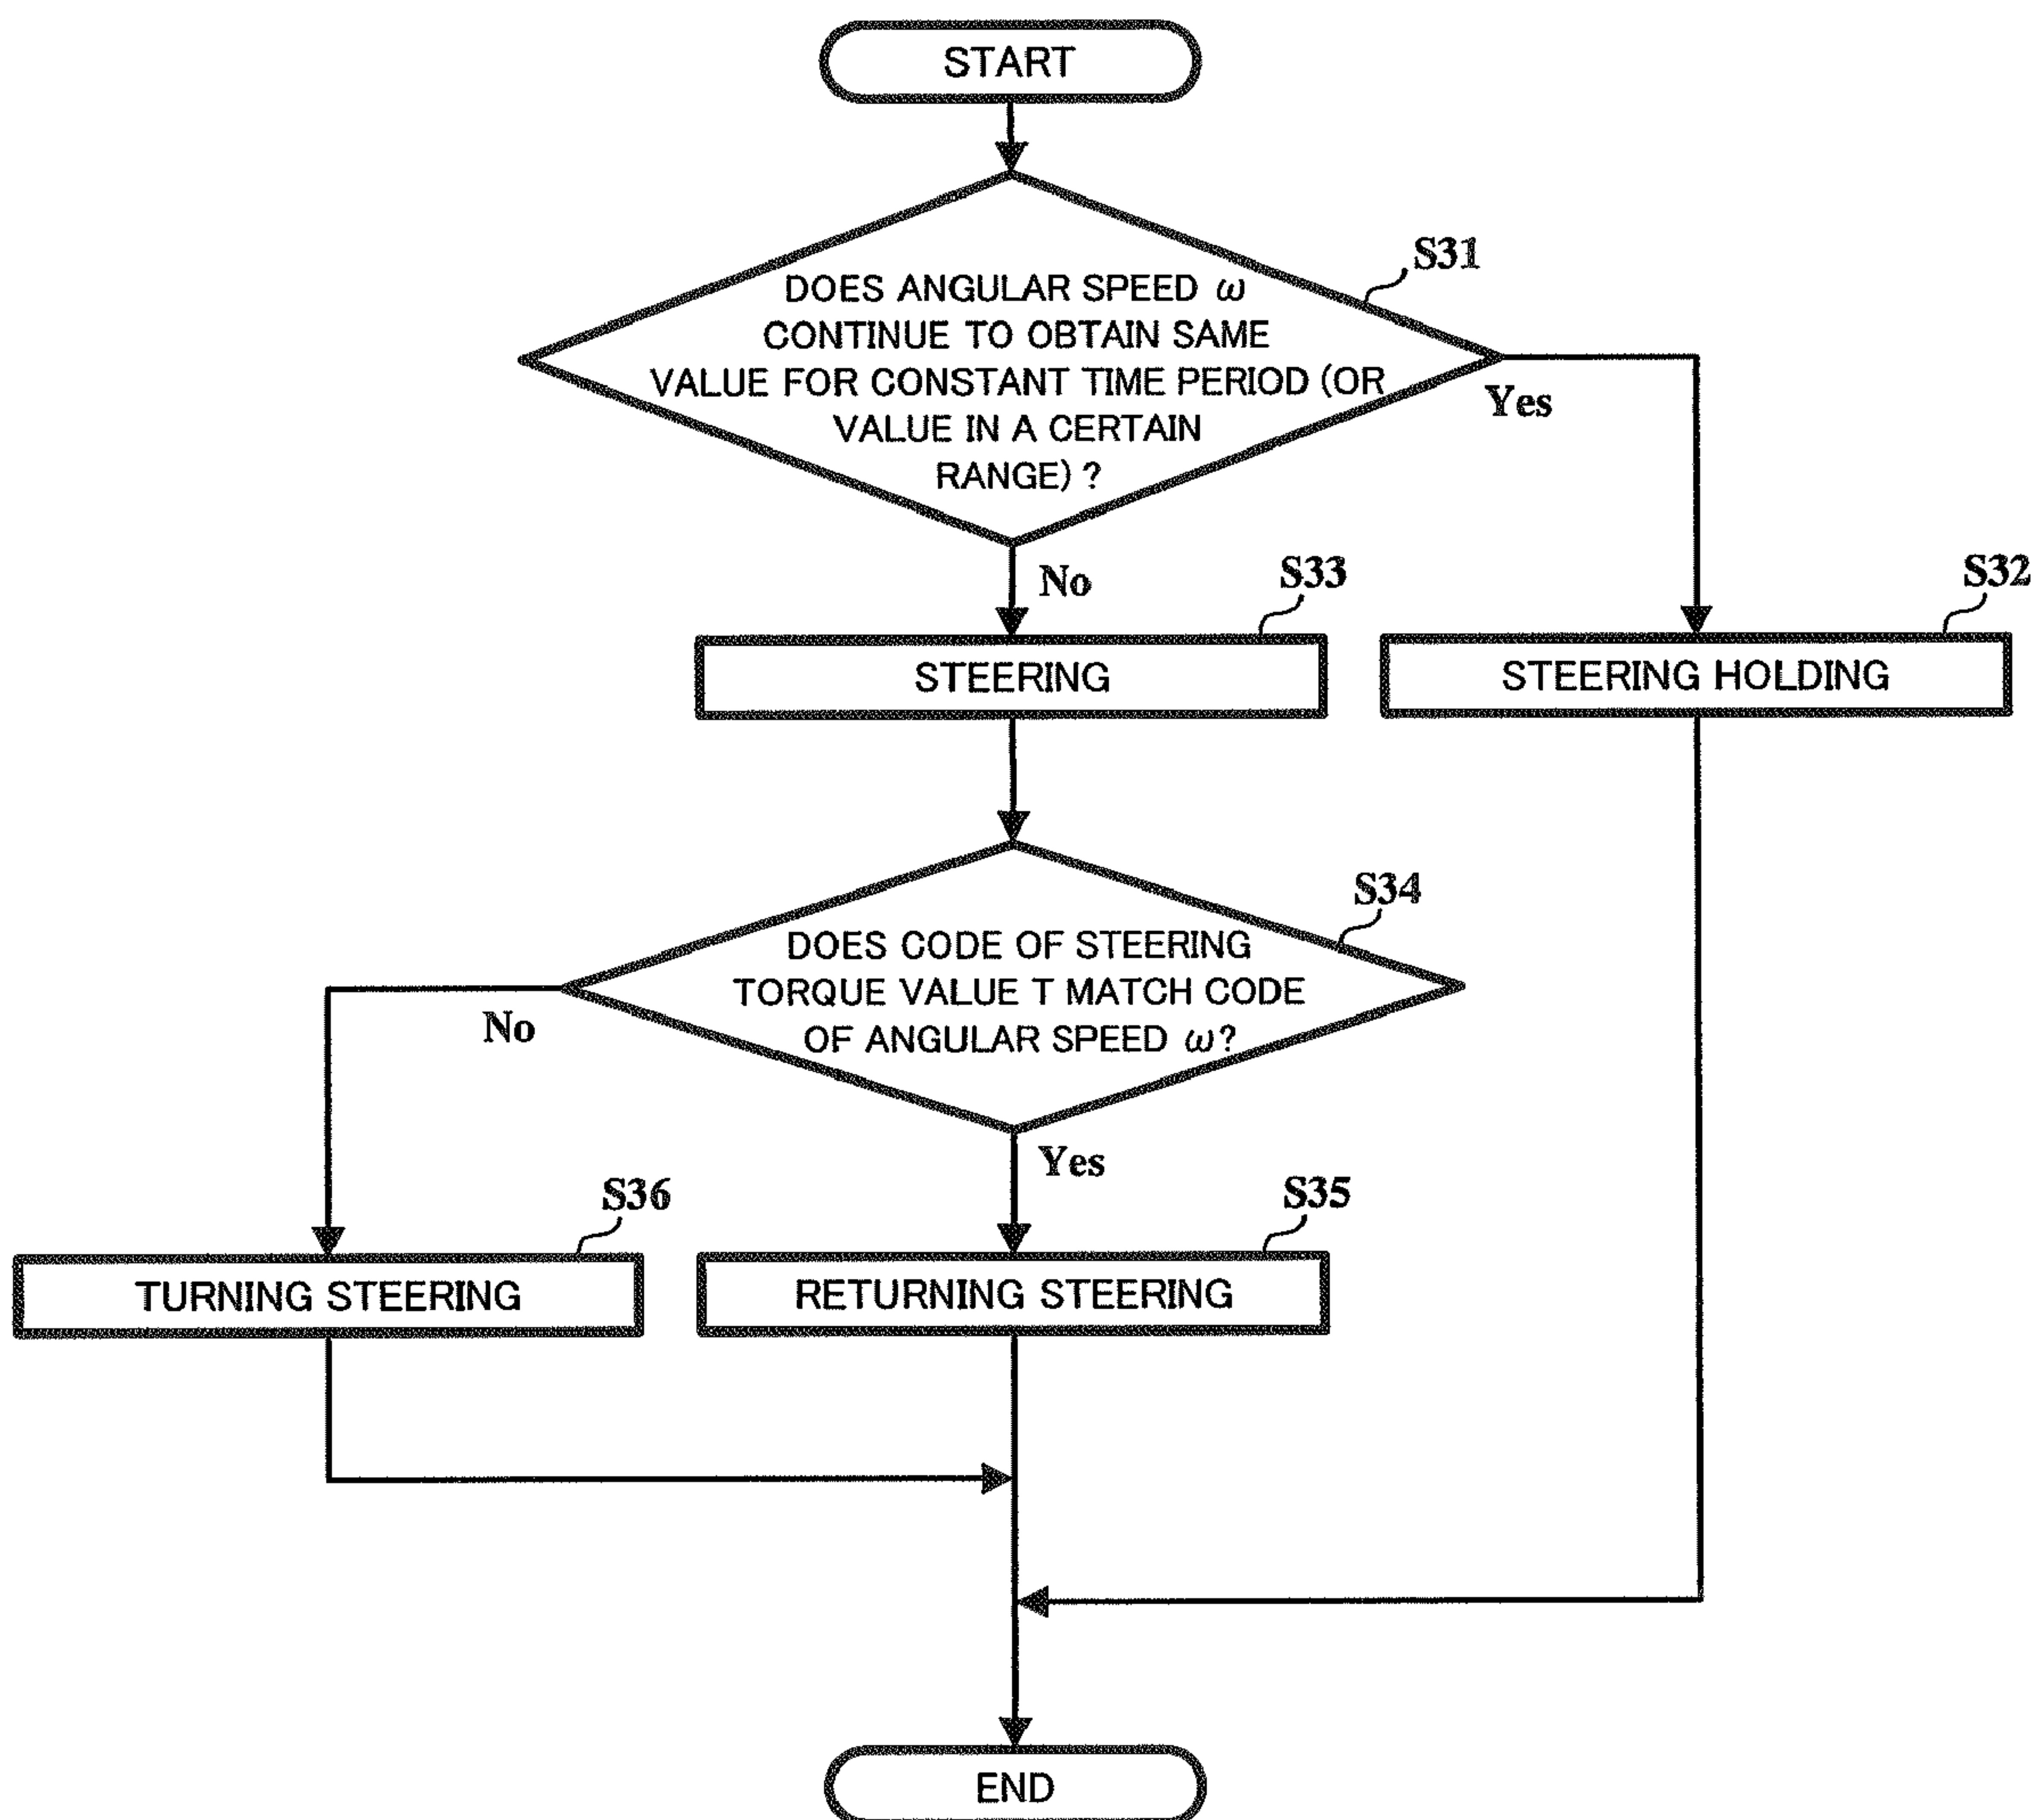 START
S31
DOES ANGULAR SPEED ω
CONTINUE TO OBTAIN SAME
VALUE FOR CONSTANT TIME PERIOD (OR
VALUE IN A CERTAIN
RANGE) ?
Yes
No
S33
S32
STEERING
STEERING HOLDING
S34
DOES CODE OF STEERING
TORQUE VALUE T MATCH CODE
OF ANGULAR SPEED ω?
No
Yes
S36
S35
TURNING STEERING
RETURNING STEERING
END